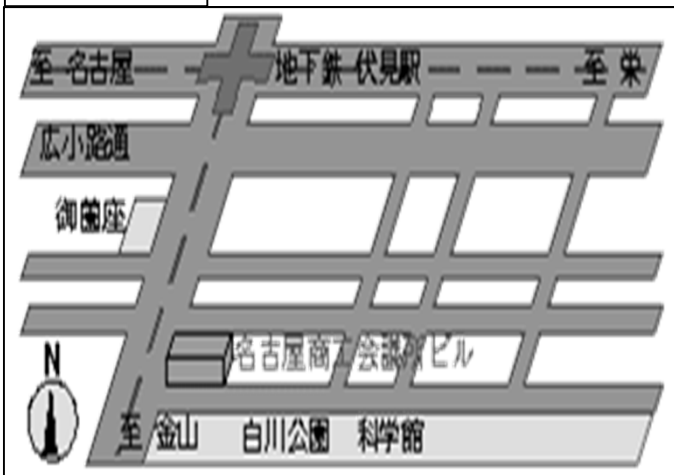 至 名古屋
地下鉄 伏見駅
至 栄
広小路通
御園座
名古屋商工会議所ビル
N
至 金山 白川公園 科学館